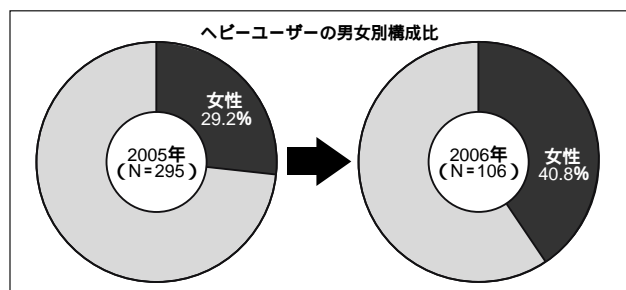 ヘビーユーザーの男女別構成比
女性
29.2%
2005年
（N=295）
女性
40.8%
2006年
（N=106）